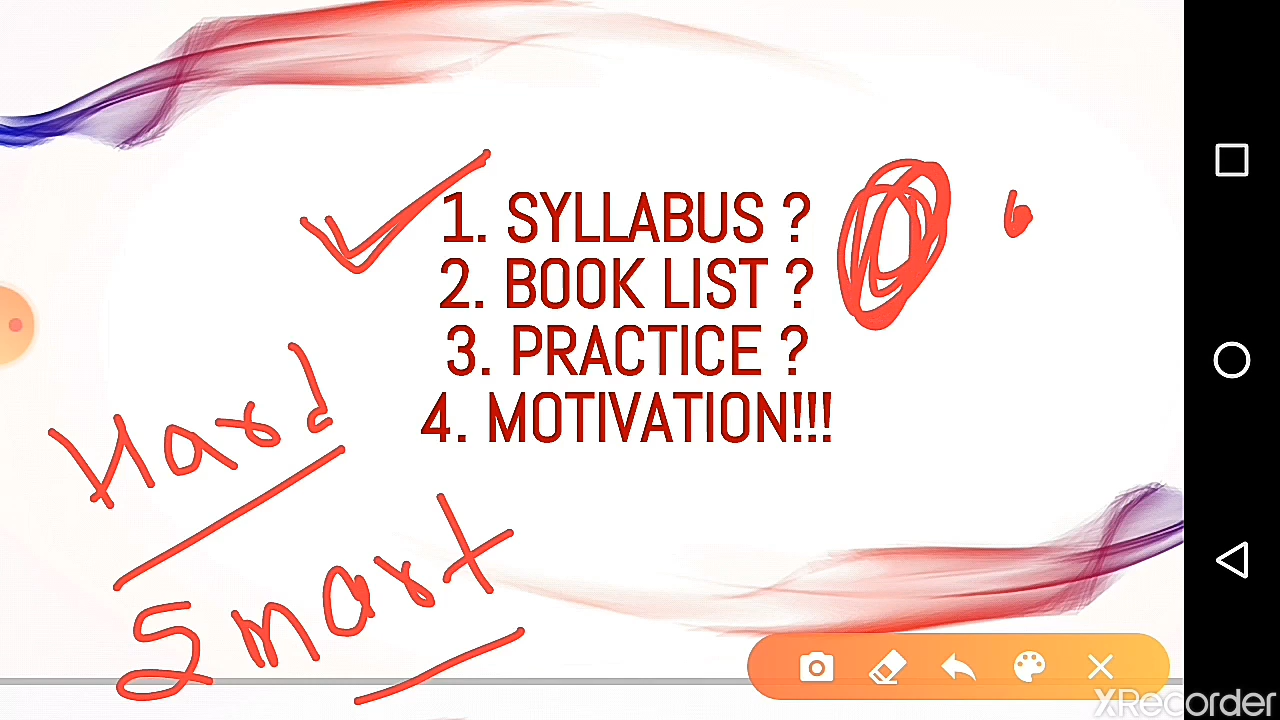 1. SYLLABUS ?
2. BOOK LIST ?
3. PRACTICE ?
4. MOTIVATION!!!
Hard
Smart
XRecorder